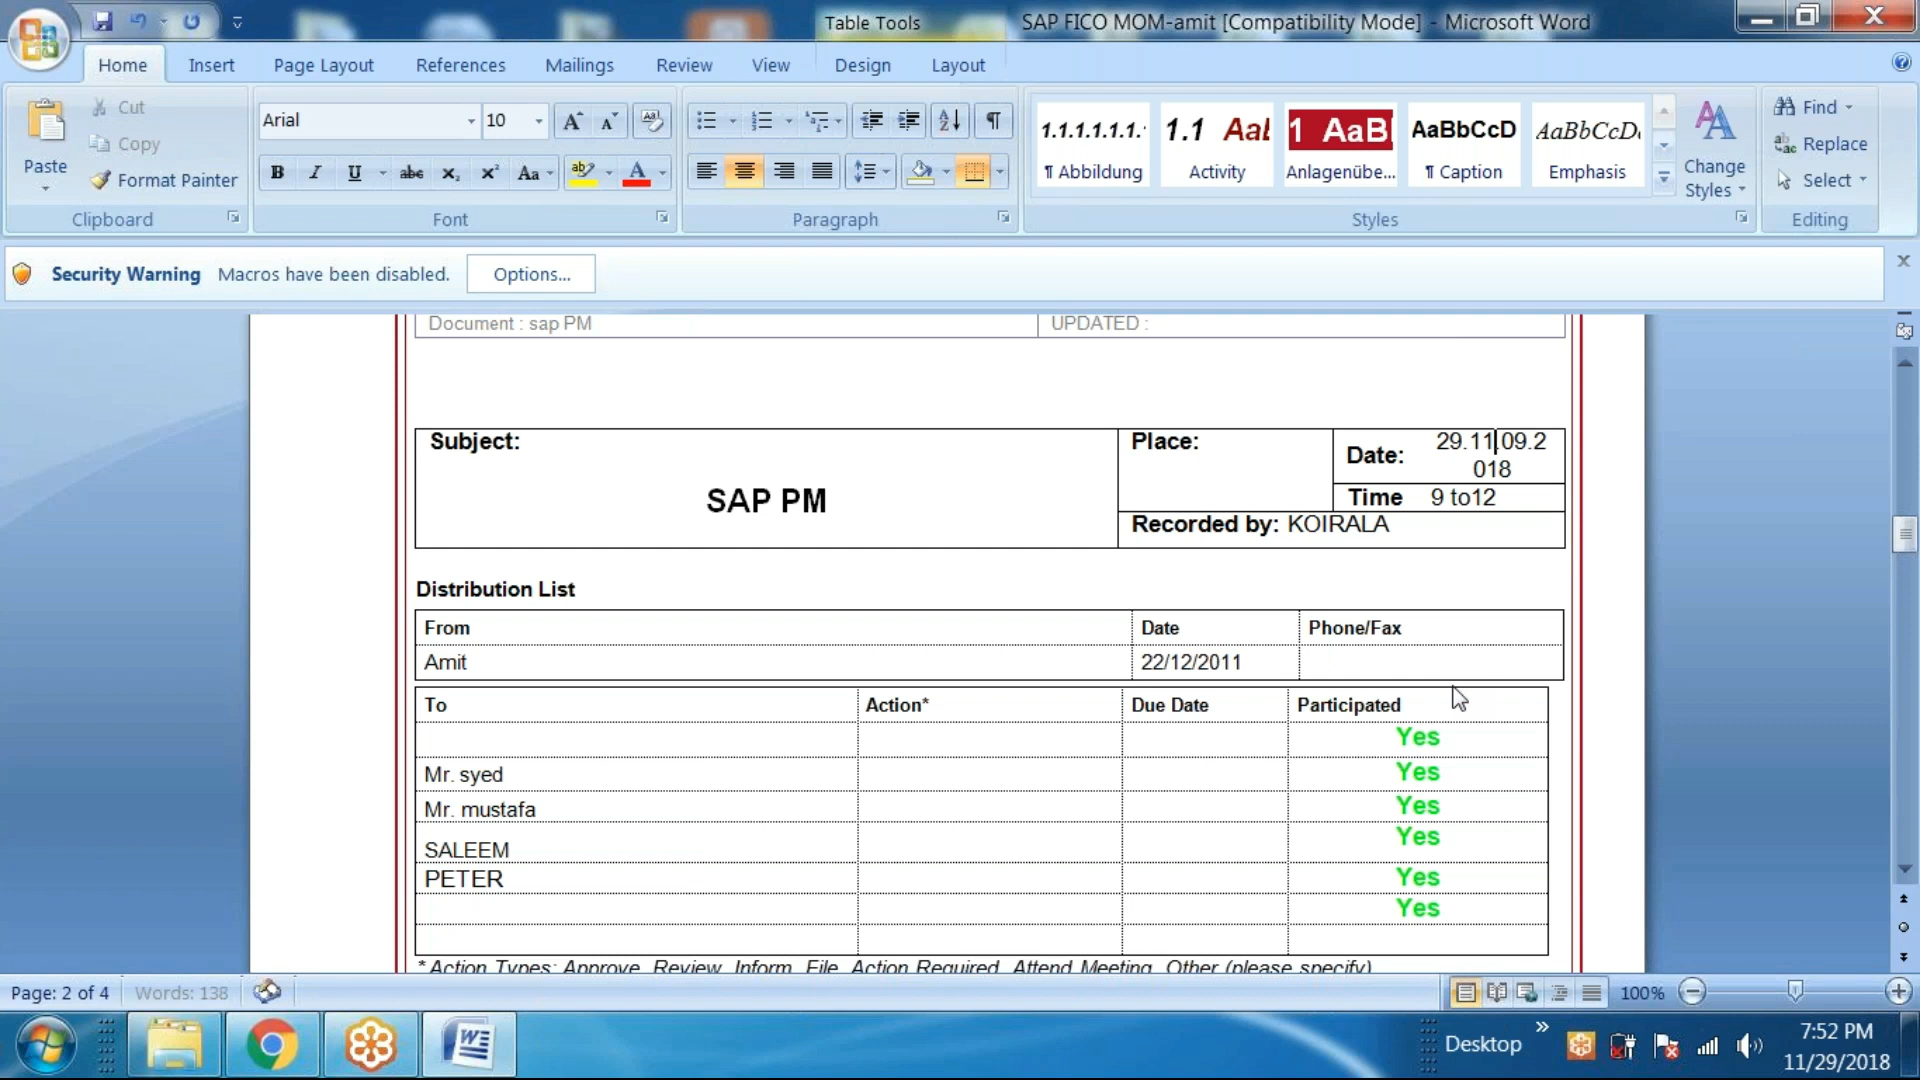 Table Tools
SAP FICO MOM-amit [Compatibility Mode] - Microsoft Word
Home Insert Page Layout References Mailings Review View Design Layout
Paste
Cut
Copy
Format Painter
Clipboard
Arial 10
B I U abc x₂ x² Aa
Font
Paragraph
1.1.1.1.1.1. 1.1 Aal 1 AaB AaBbCcD AaBbCcD
¶ Abbildung Activity Anlagenübe... ¶ Caption Emphasis
Styles
Change Styles
Find
Replace
Select
Editing
Security Warning Macros have been disabled. Options...
Document : sap PM UPDATED :
Subject:
SAP PM
Place:
Date: 29.11.09.2
018
Time 9 to12
Recorded by: KOIRALA
Distribution List
From Date Phone/Fax
Amit 22/12/2011
To Action* Due Date Participated
Yes
Mr. syed Yes
Mr. mustafa Yes
SALEEM Yes
PETER Yes
Yes
* Action Types: Approve, Review, Inform, File, Action Required, Attend Meeting, Other (please specify)
Page: 2 of 4 Words: 138 100%
Desktop
7:52 PM
11/29/2018